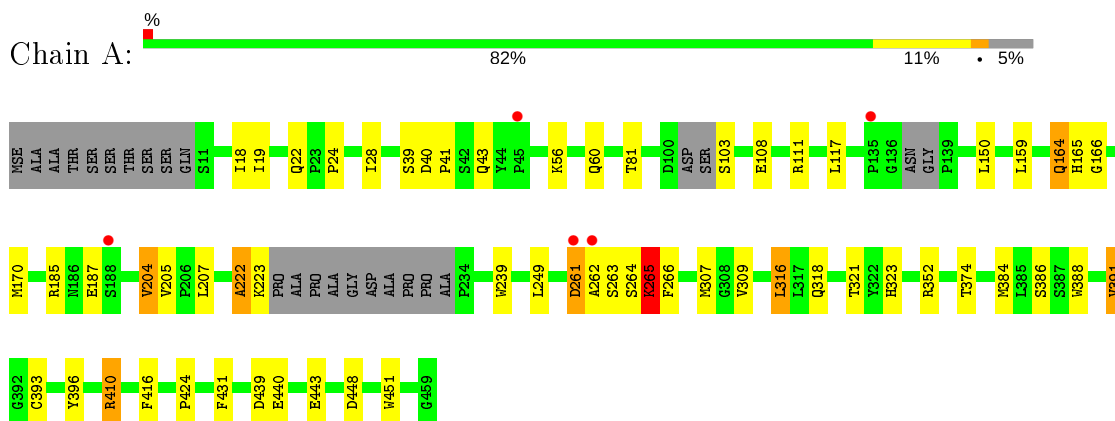 %
Chain A:
82% 11% • 5%
MSE ALA ALA THR SER SER THR SER SER GLN S11 I18 I19 Q22 P23 P24 I28 S39 D40 P41 S42 Q43 Y44 P45 K56 Q60 T81 D100 ASP SER S103 E108 R111 L117 P135 G136 ASN GLY P139 L150 L159 Q164 H165 G166
M170 R185 N186 E187 S188 V204 V205 P206 L207 A222 K223 PRO ALA PRO ALA GLY ASP ALA PRO PRO ALA P234 W239 L249 D261 A262 S263 S264 K265 F266 M307 G308 V309 L316 L317 Q318 T321 Y322 H323 R352 T374 M384 L385 S386 S387 W388
G392 C393 Y396 R410 F416 P424 F431 D439 E440 E443 D448 W451 G459